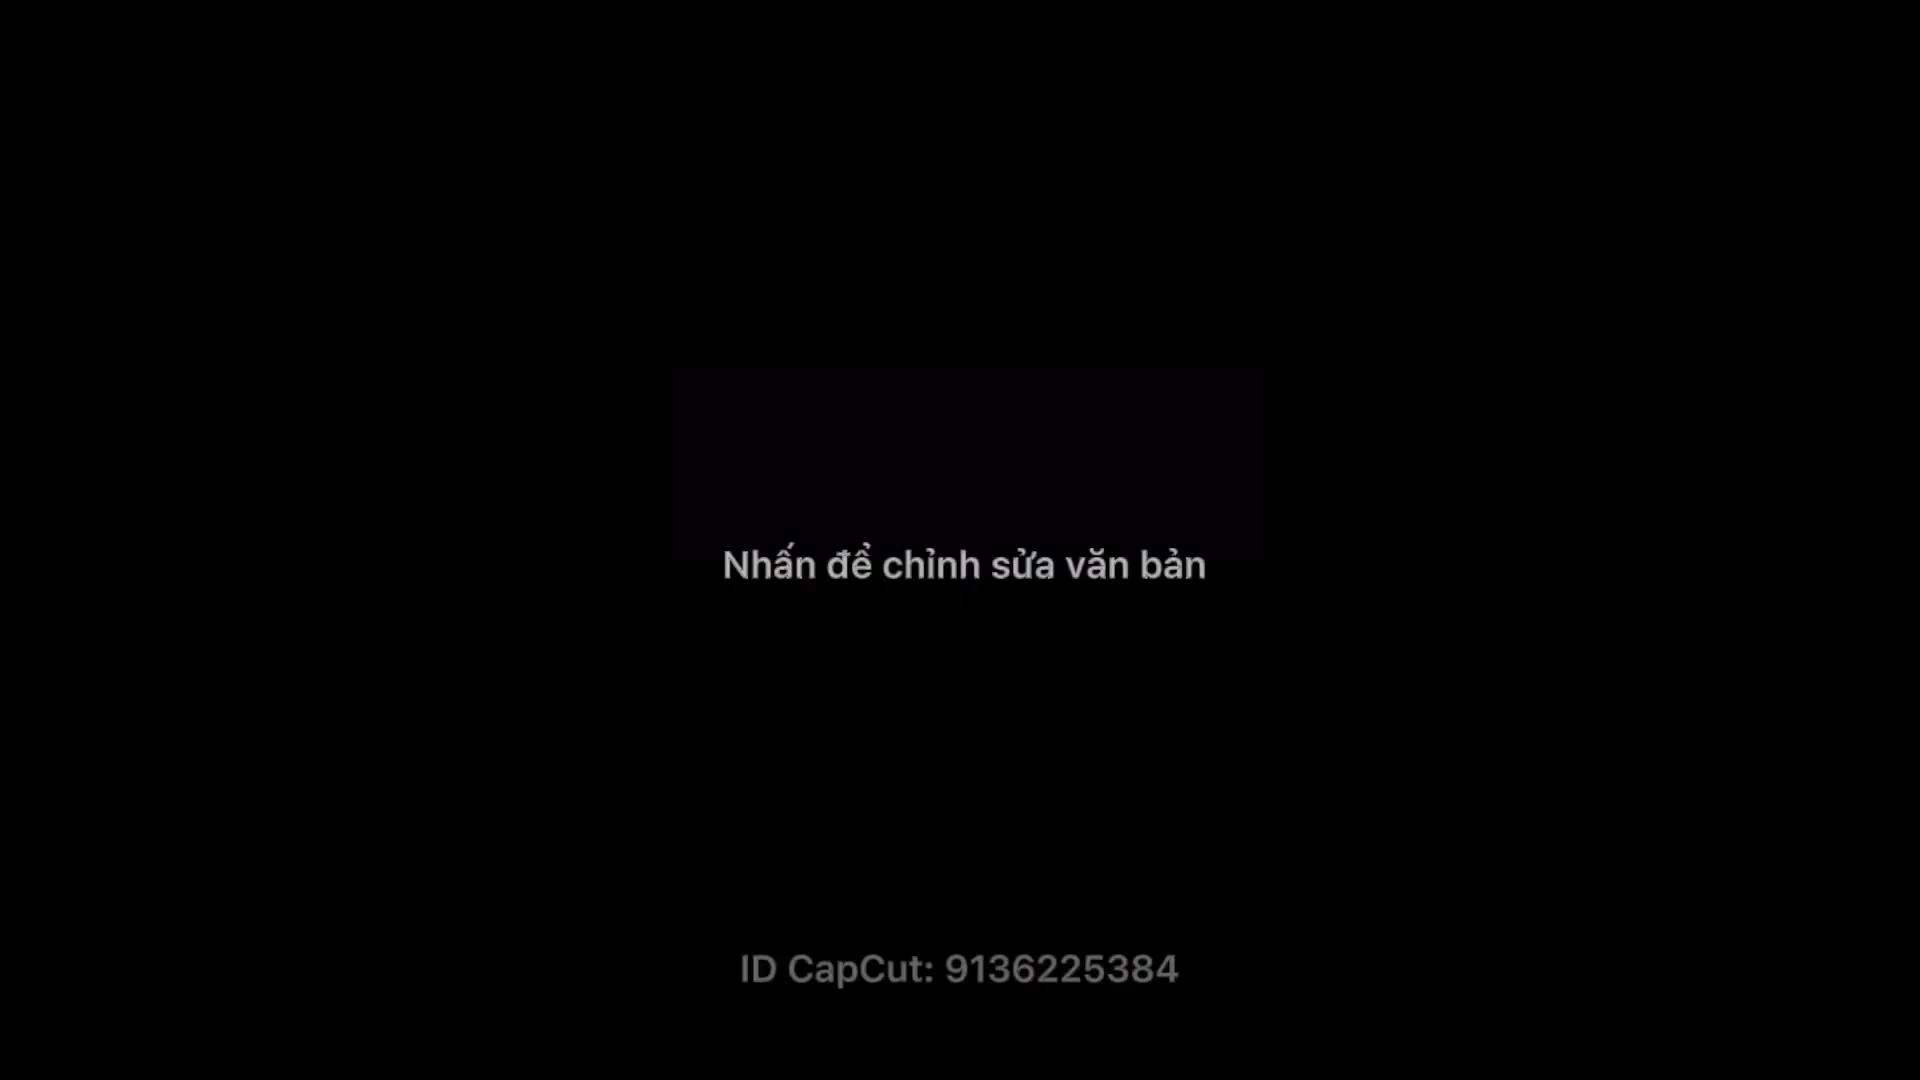 Nhấn để chỉnh sửa văn bản
ID CapCut: 9136225384